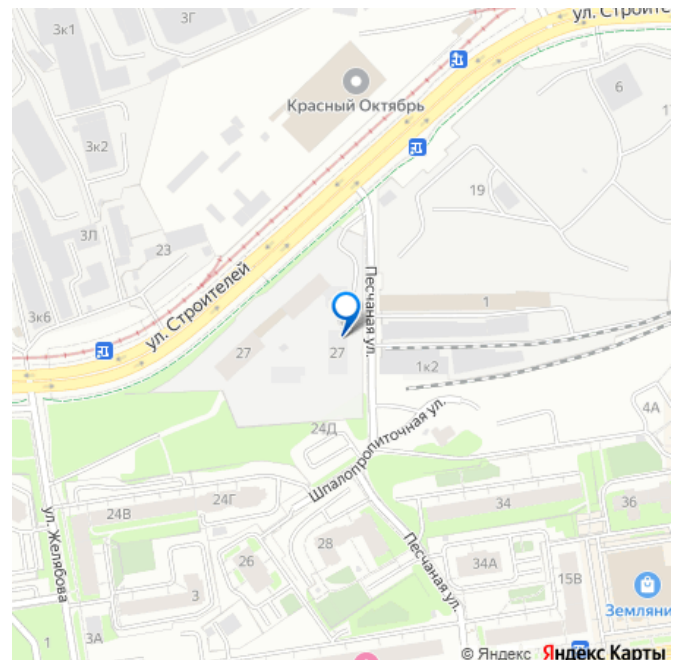 3к1
3Г
ул. Строите
Красный Октябрь
6
3к2
19
3Л
23
ул. Строителей
Песчаная ул.
1
3к6
27
27
1к2
4А
24Д
Шпалопропиточная ул.
24Г
24В
34
36
ул. Желябова
28
26
Песчаная ул.
34А
15В
3
Земляни
1
3А
© Яндекс Яндекс Карты